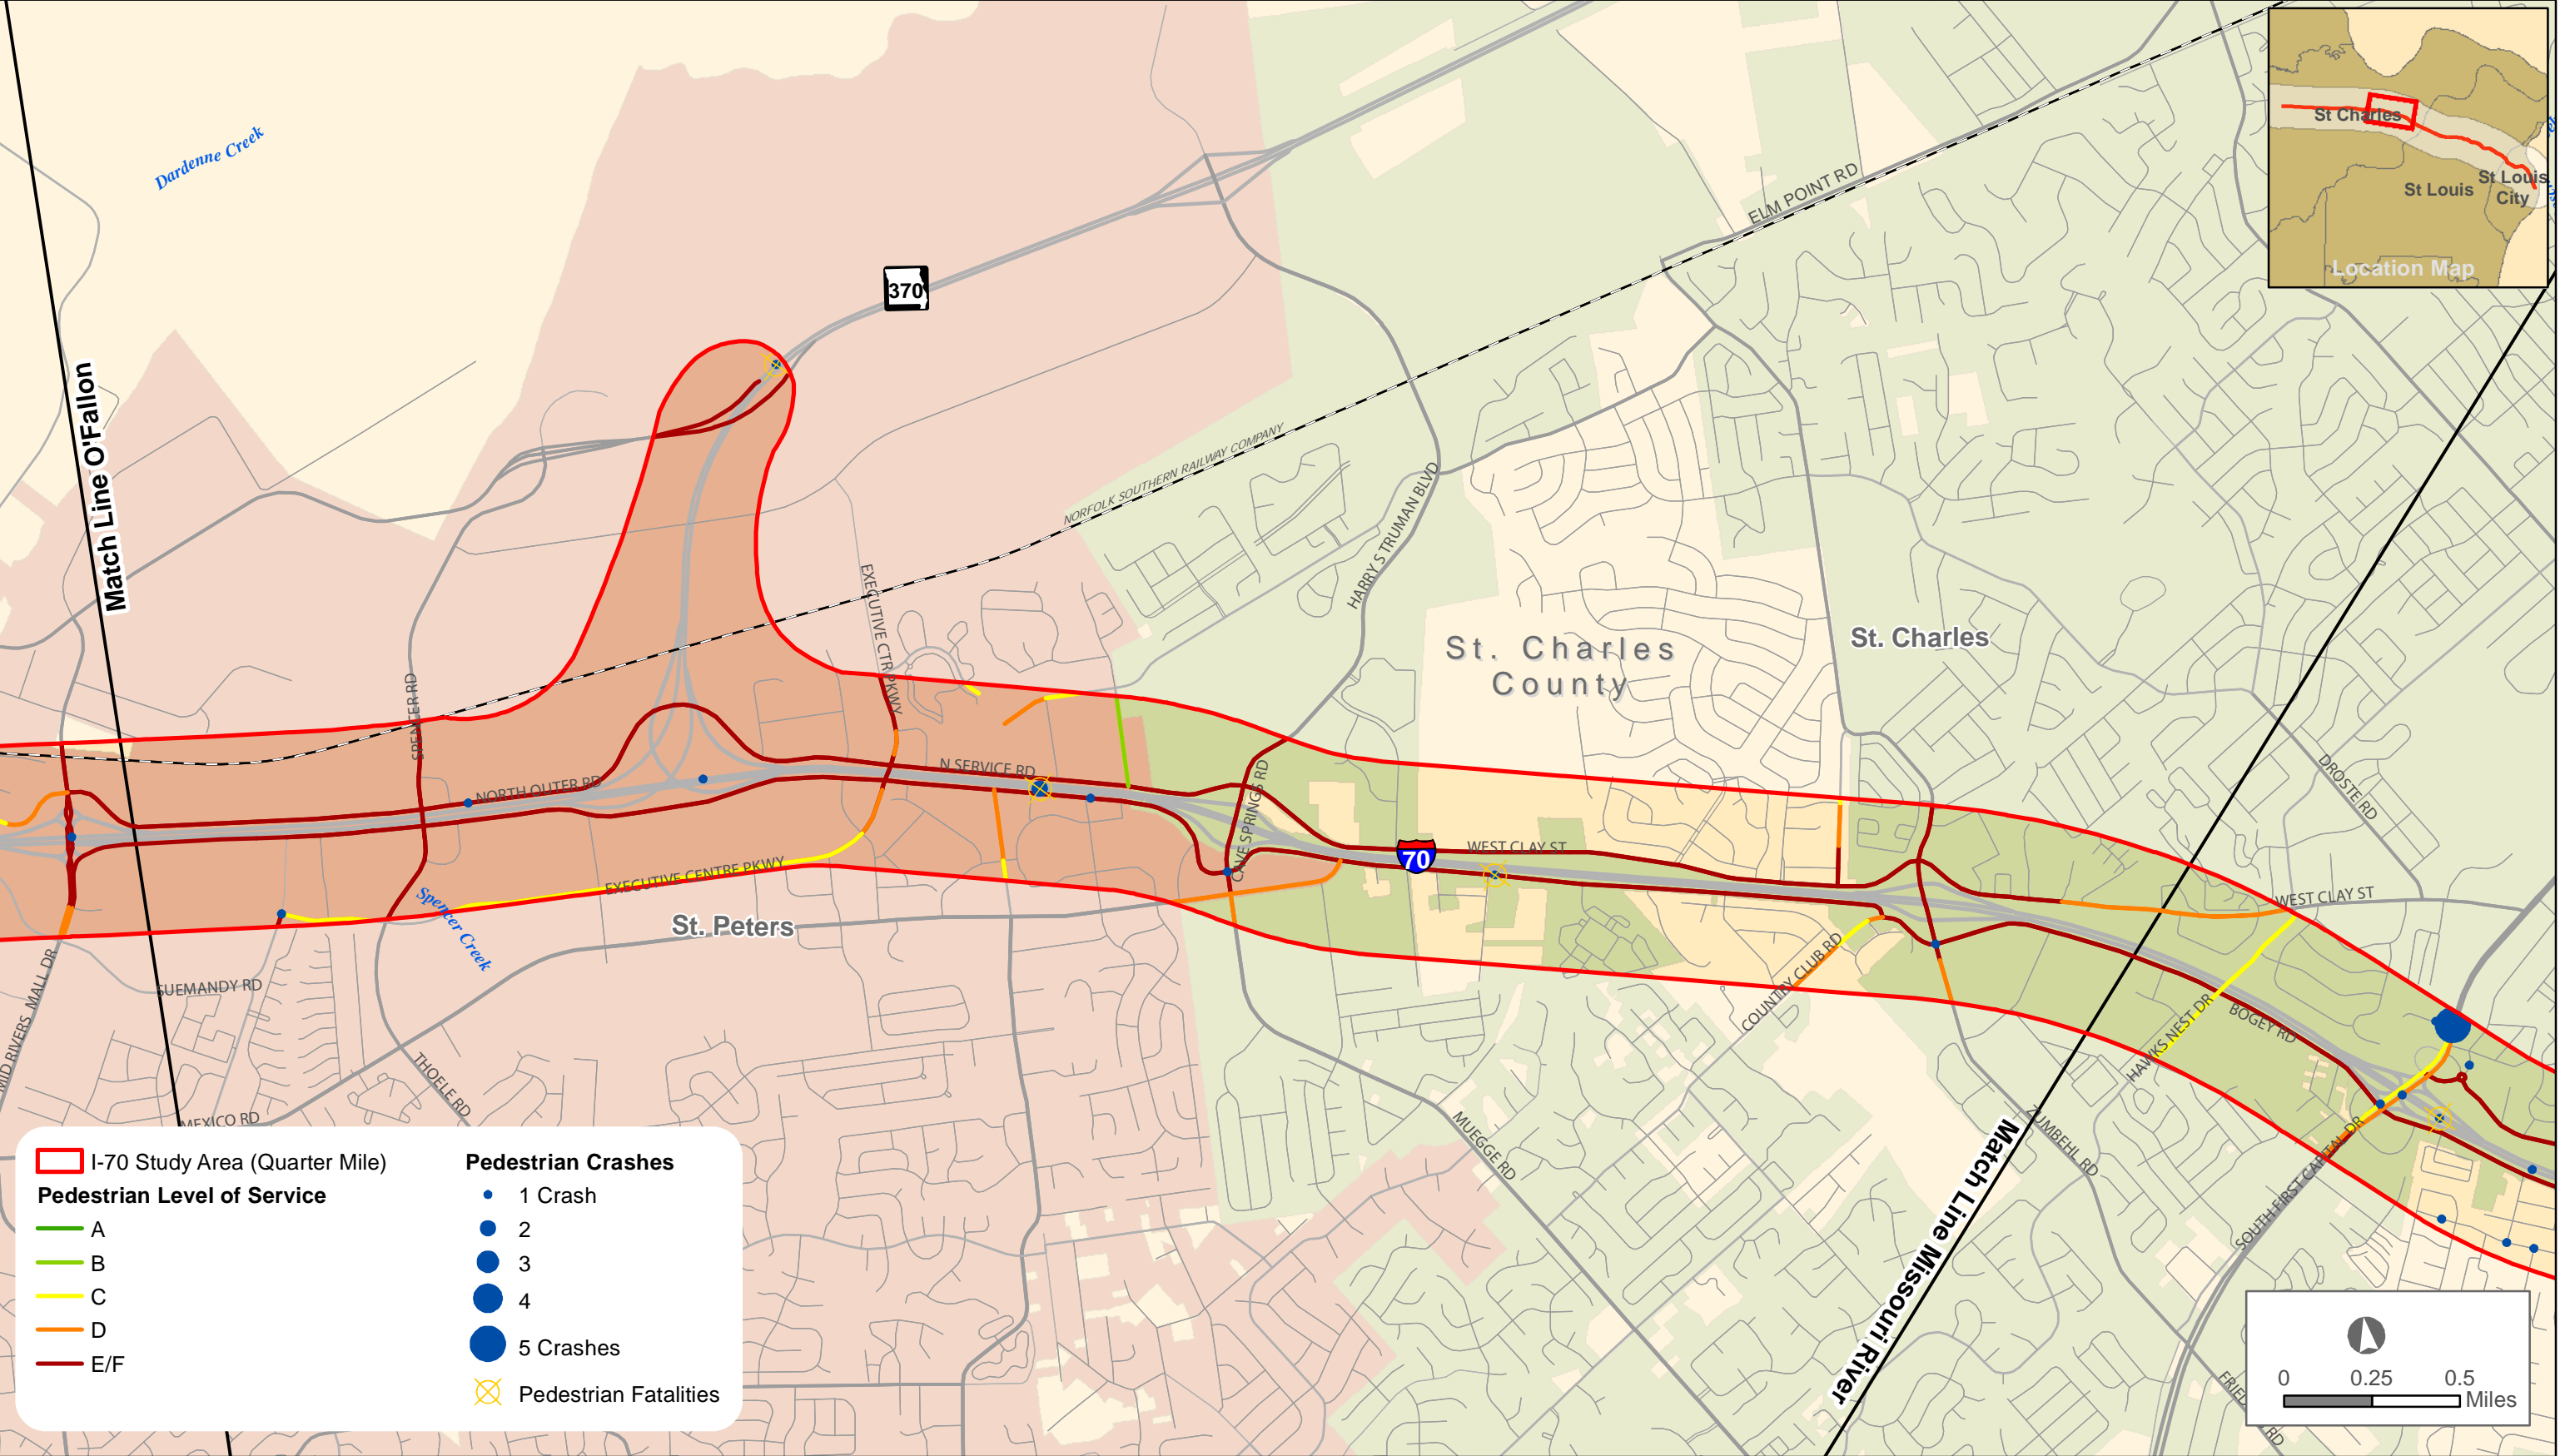 Dardenne Creek
St Charles
St Louis
St Louis
City
Location Map
ELM POINT RD
370
Match Line O'Fallon
NORFOLK SOUTHERN RAILWAY COMPANY
HARRY S TRUMAN BLVD
EXECUTIVE CTR PKWY
St. Charles
County
St. Charles
SPENCER RD
N SERVICE RD
NORTH OUTER RD
CAVE SPRINGS RD
DROSTE RD
70
WEST CLAY ST
EXECUTIVE CENTRE PKWY
WEST CLAY ST
Spencer Creek
St. Peters
COUNTRY CLUB RD
SUEMANDY RD
MID RIVERS MALL DR
HAWKS NEST DR
BOGEY RD
THOELE RD
MEXICO RD
MUEGGE RD
ZUMBEHL RD
SOUTH FIRST CAPITAL DR
Match Line Missouri River
I-70 Study Area (Quarter Mile)
Pedestrian Level of Service
A
B
C
D
E/F
Pedestrian Crashes
1 Crash
2
3
4
5 Crashes
Pedestrian Fatalities
0 0.25 0.5
Miles
RD